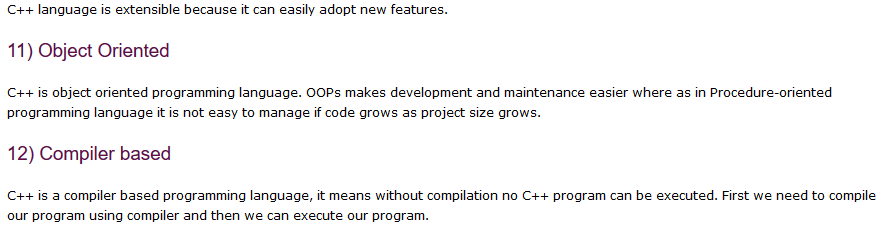 C++ language is extensible because it can easily adopt new features.
11) Object Oriented
C++ is object oriented programming language. OOPs makes development and maintenance easier where as in Procedure-oriented
programming language it is not easy to manage if code grows as project size grows.
12) Compiler based
C++ is a compiler based programming language, it means without compilation no C++ program can be executed. First we need to compile
our program using compiler and then we can execute our program.